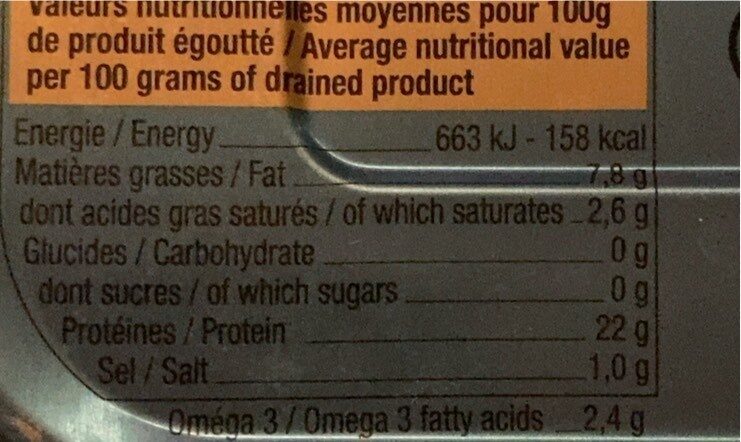 Valeurs nutritionnelles moyennes pour 100g
de produit égoutté / Average nutritional value
per 100 grams of drained product
Energie / Energy 663 kJ - 158 kcal
Matières grasses / Fat 7,8 g
dont acides gras saturés / of which saturates 2,6 g
Glucides / Carbohydrate 0 g
dont sucres / of which sugars 0 g
Protéines / Protein 22 g
Sel / Salt 1,0 g
Oméga 3 / Omega 3 fatty acids 2,4 g